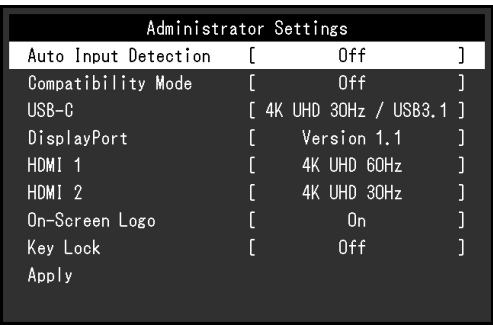 Administrator Settings
Auto Input Detection [ Off ]
Compatibility Mode [ Off ]
USB-C [ 4K UHD 30Hz / USB3.1 ]
DisplayPort [ Version 1.1 ]
HDMI 1 [ 4K UHD 60Hz ]
HDMI 2 [ 4K UHD 30Hz ]
On-Screen Logo [ On ]
Key Lock [ Off ]
Apply